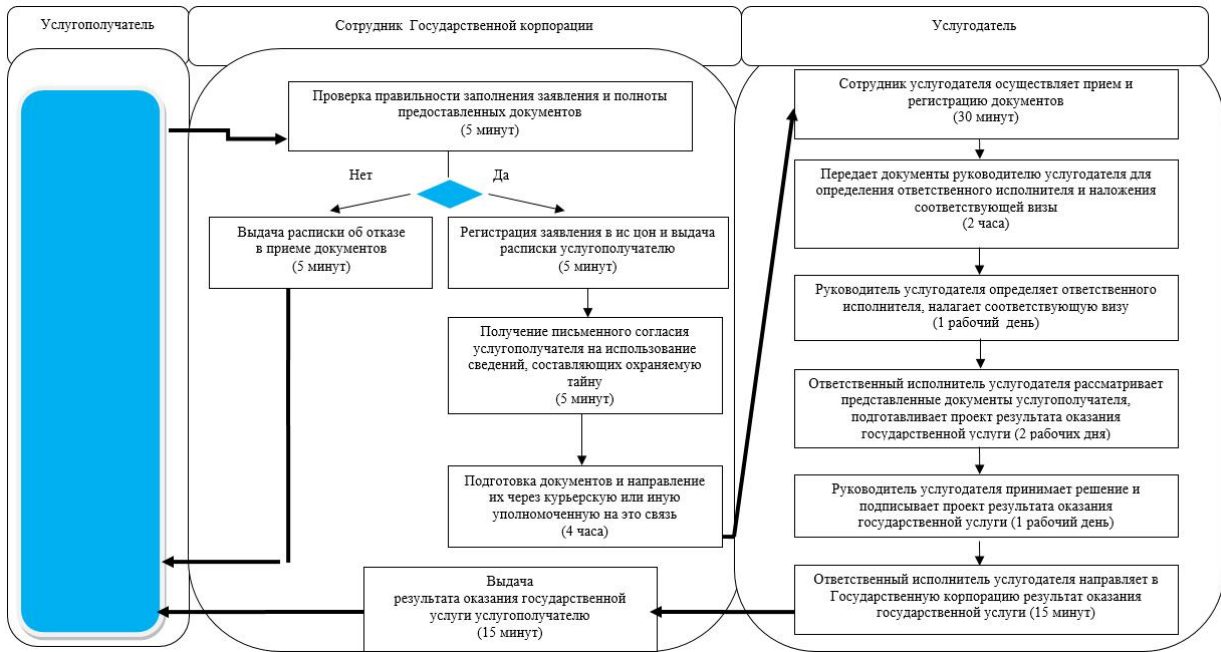 Услугополучатель
Сотрудник Государственной корпорации
Услугодатель
Проверка правильности заполнения заявления и полноты
предоставленных документов
(5 минут)
Нет
Да
Выдача расписки об отказе
в приеме документов
(5 минут)
Регистрация заявления в ис цон и выдача
расписки услугополучателю
(5 минут)
Получение письменного согласия
услугополучателя на использование
сведений, составляющих охраняемую
тайну
(5 минут)
Подготовка документов и направление
их через курьерскую или иную
уполномоченную на это связь
(4 часа)
Сотрудник услугодателя осуществляет прием и
регистрацию документов
(30 минут)
Передает документы руководителю услугодателя для
определения ответственного исполнителя и наложения
соответствующей визы
(2 часа)
Руководитель услугодателя определяет ответственного
исполнителя, налагает соответствующую визу
(1 рабочий день)
Ответственный исполнитель услугодателя рассматривает
представленные документы услугополучателя,
подготавливает проект результата оказания
государственной услуги (2 рабочих дня)
Руководитель услугодателя принимает решение и
подписывает проект результата оказания
государственной услуги (1 рабочий день)
Ответственный исполнитель услугодателя направляет в
Государственную корпорацию результат оказания
государственной услуги (15 минут)
Выдача
результата оказания государственной
услуги услугополучателю
(15 минут)